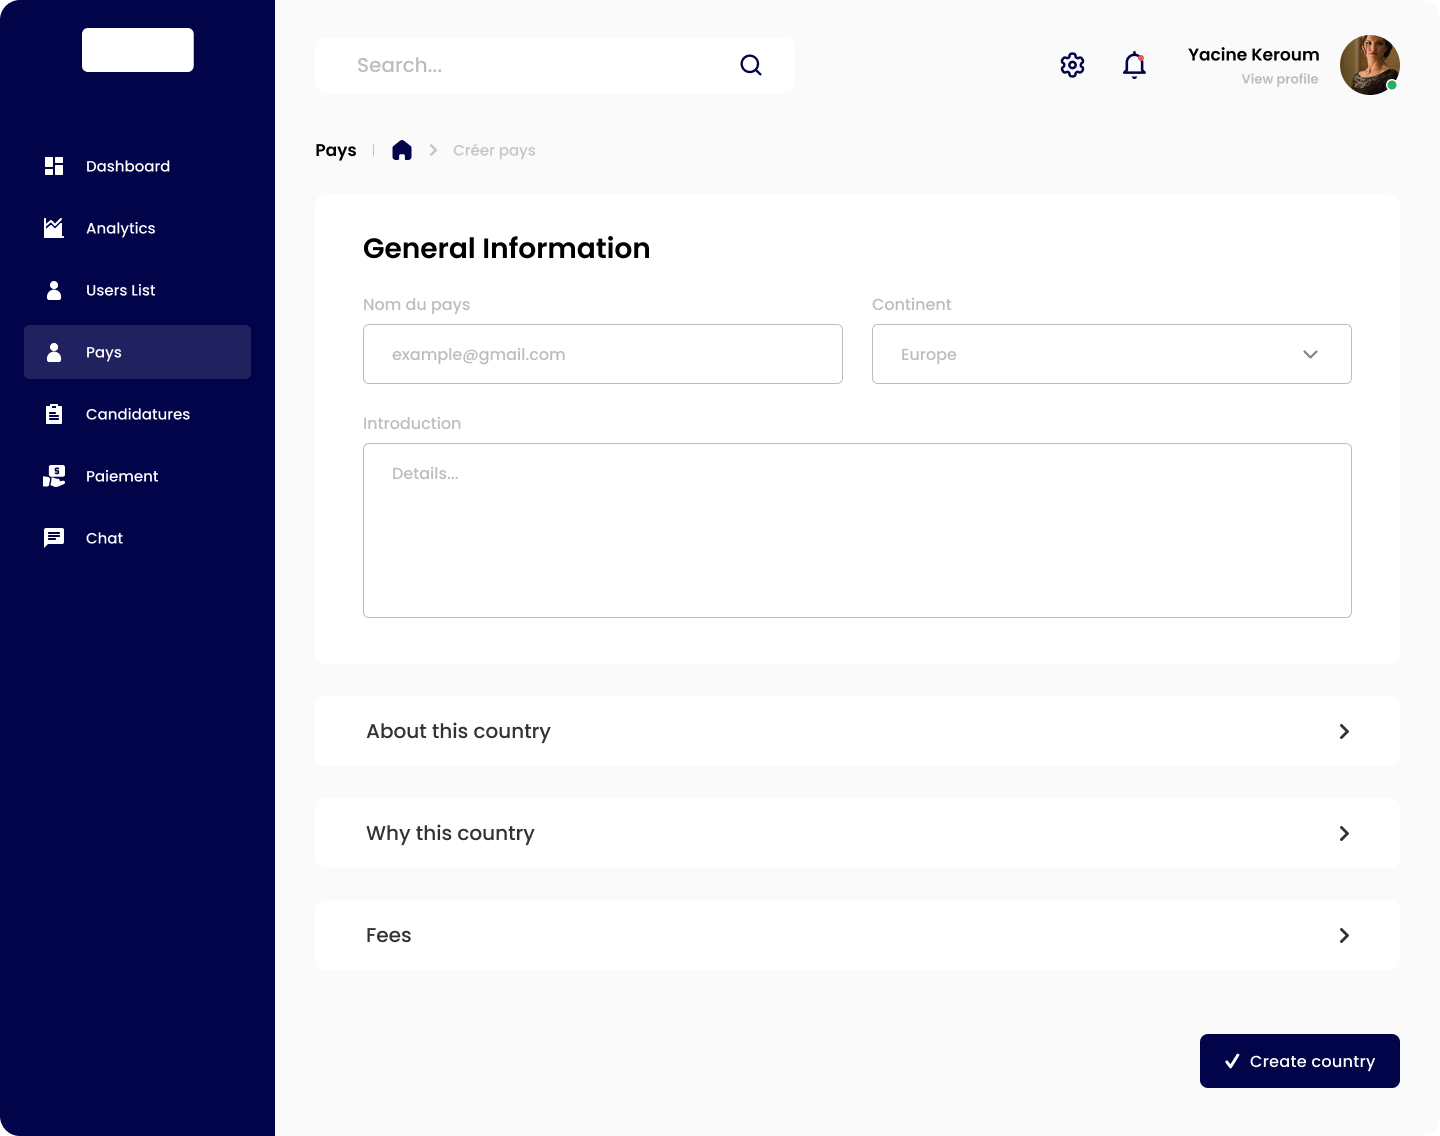 Search...
Yacine Keroum
View profile
Dashboard
Analytics
Users List
Pays
Candidatures
Paiement
Chat
Pays
Créer pays
General Information
Nom du pays
Continent
example@gmail.com
Europe
Introduction
Details...
About this country
Why this country
Fees
Create country